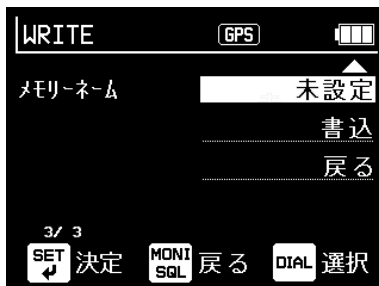 WRITE GPS
メモリーネーム 未設定
書込
戻る
3/ 3
SET 決定 MONI SQL 戻る DIAL 選択